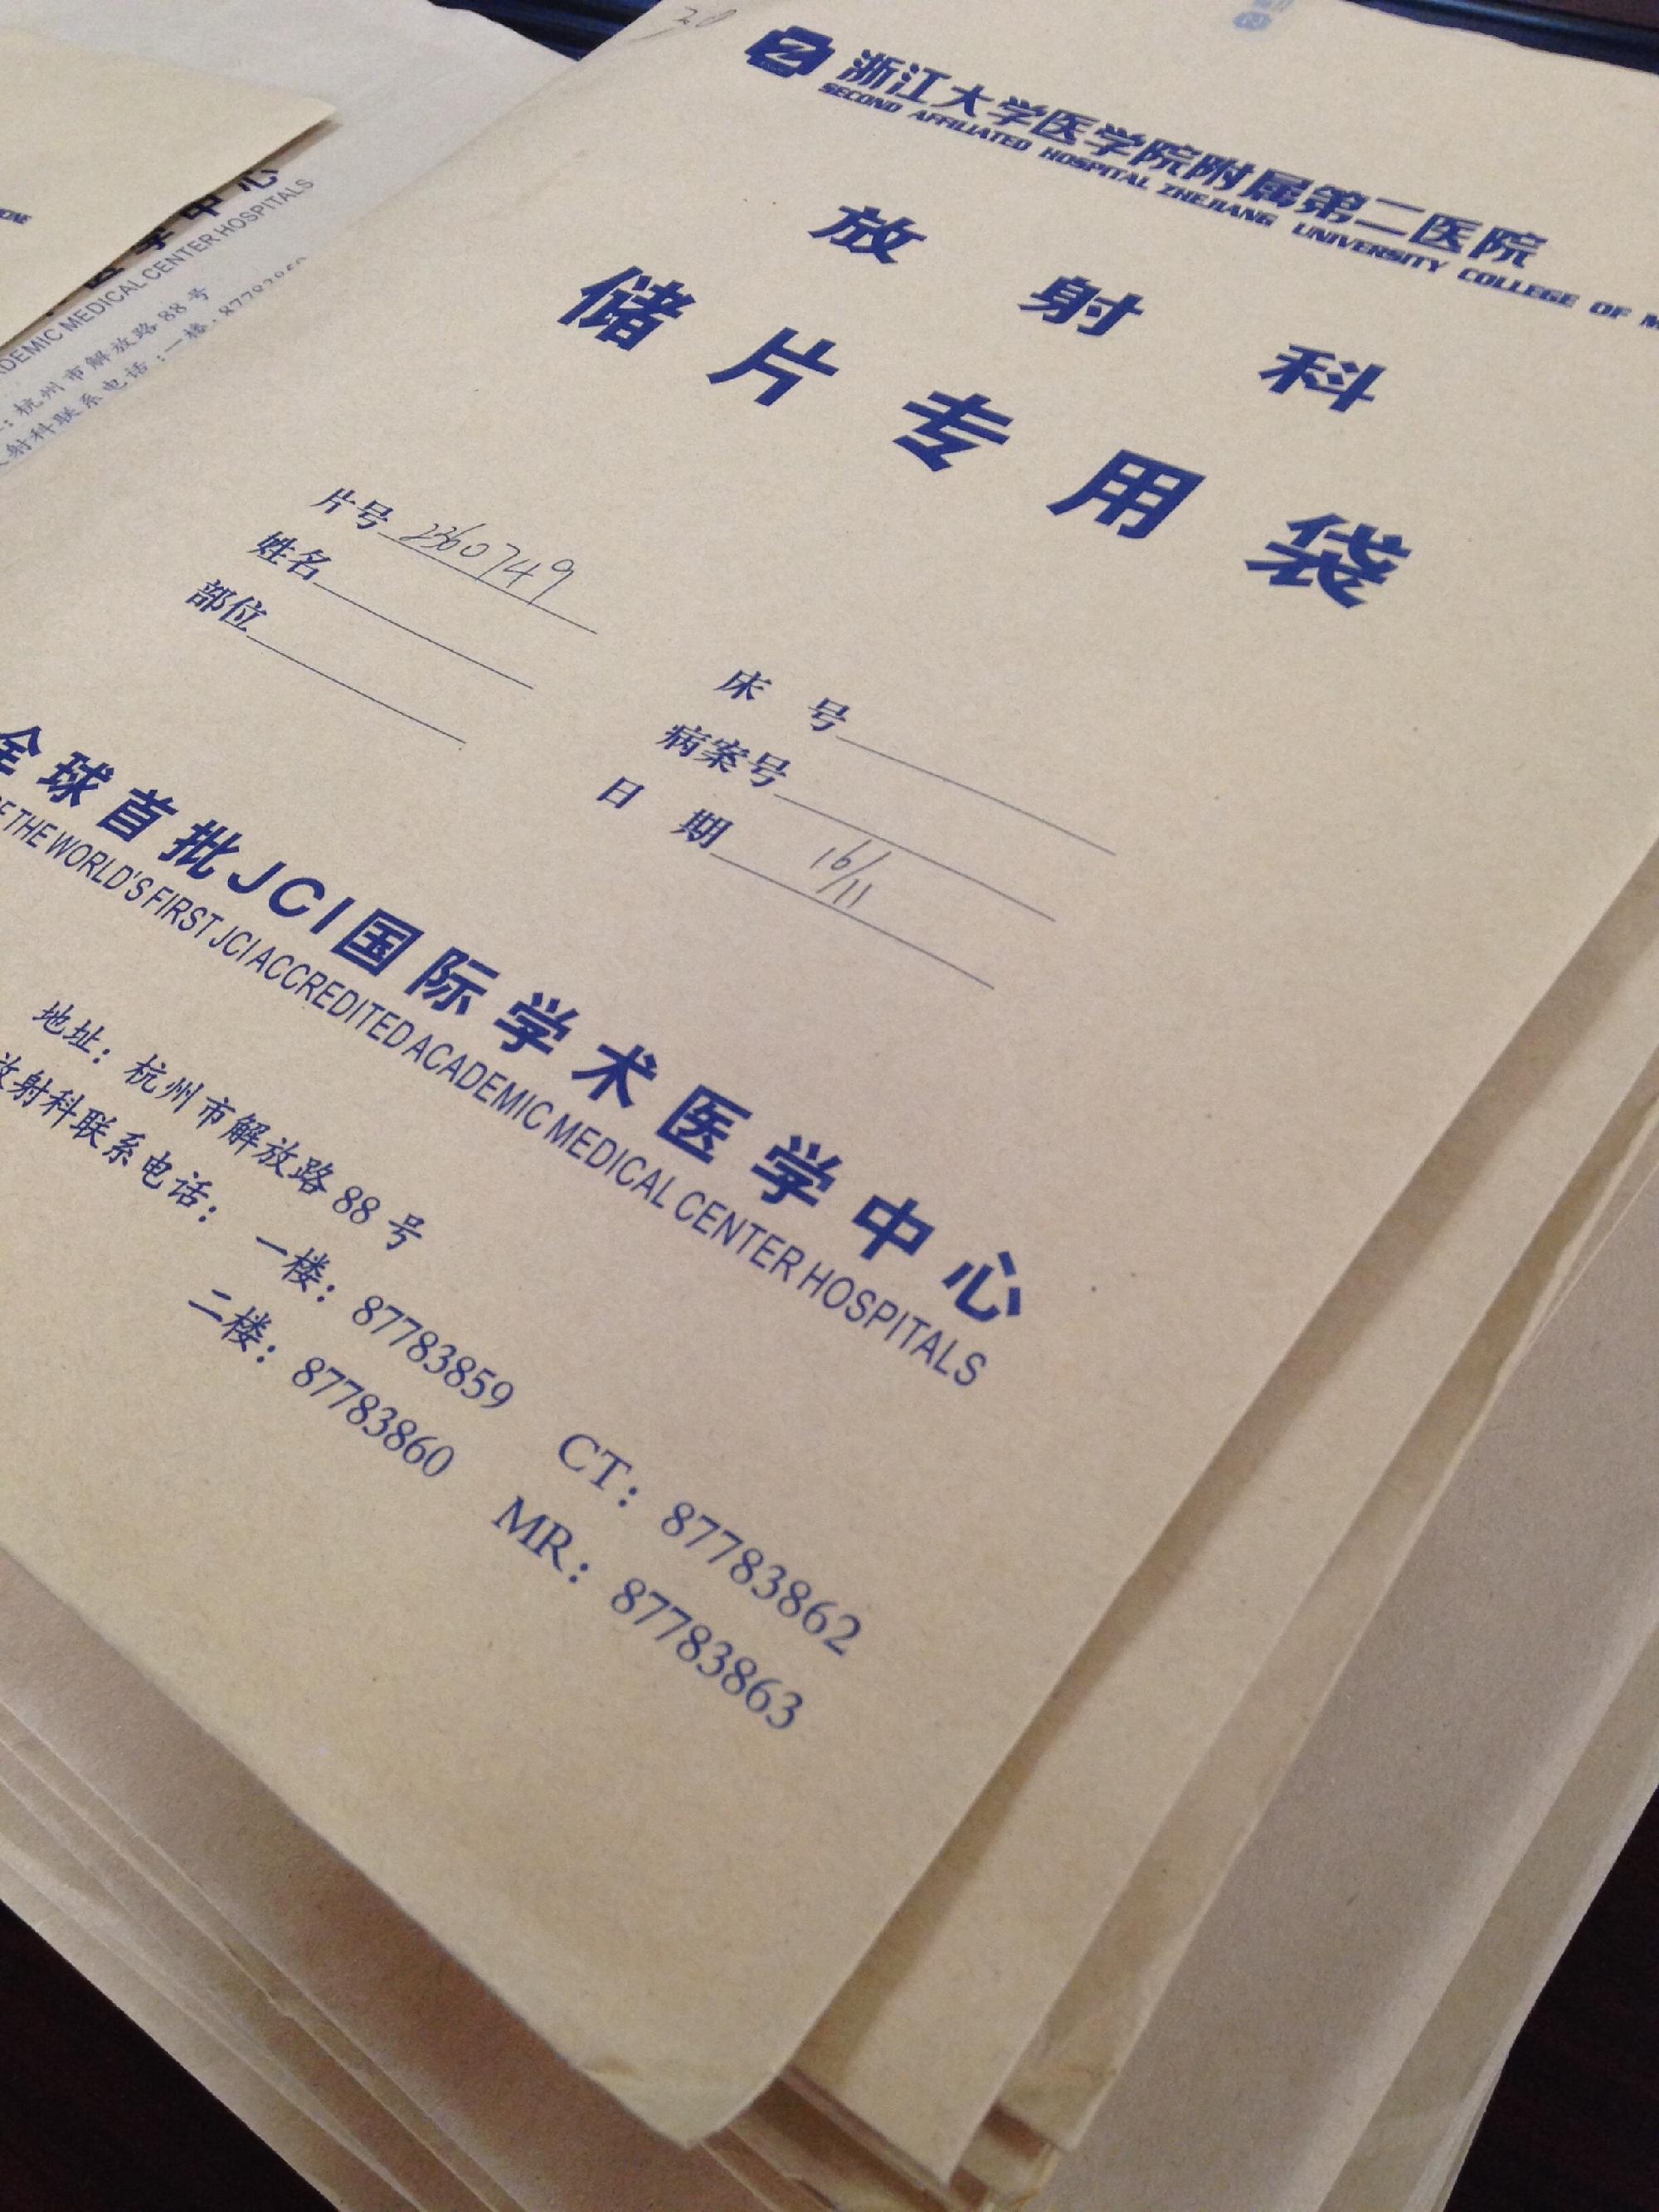 20
浙江大学医学院附属第二医院
SECOND AFFILIATED HOSPITAL ZHEJIANG UNIVERSITY COLLEGE OF
放射科
储片专用袋
片号 2360749
姓名
部位
床号
病案号
日期 16/11
全球首批JCI国际学术医学中心
THE WORLD'S FIRST JCI ACCREDITED ACADEMIC MEDICAL CENTER HOSPITALS
地址：杭州市解放路88号
放射科联系电话：
一楼：87783859 CT：87783862
二楼：87783860 MR：87783863
学中心
MEDICAL CENTER HOSPITALS
杭州市解放路88号
射科联系电话：一楼：